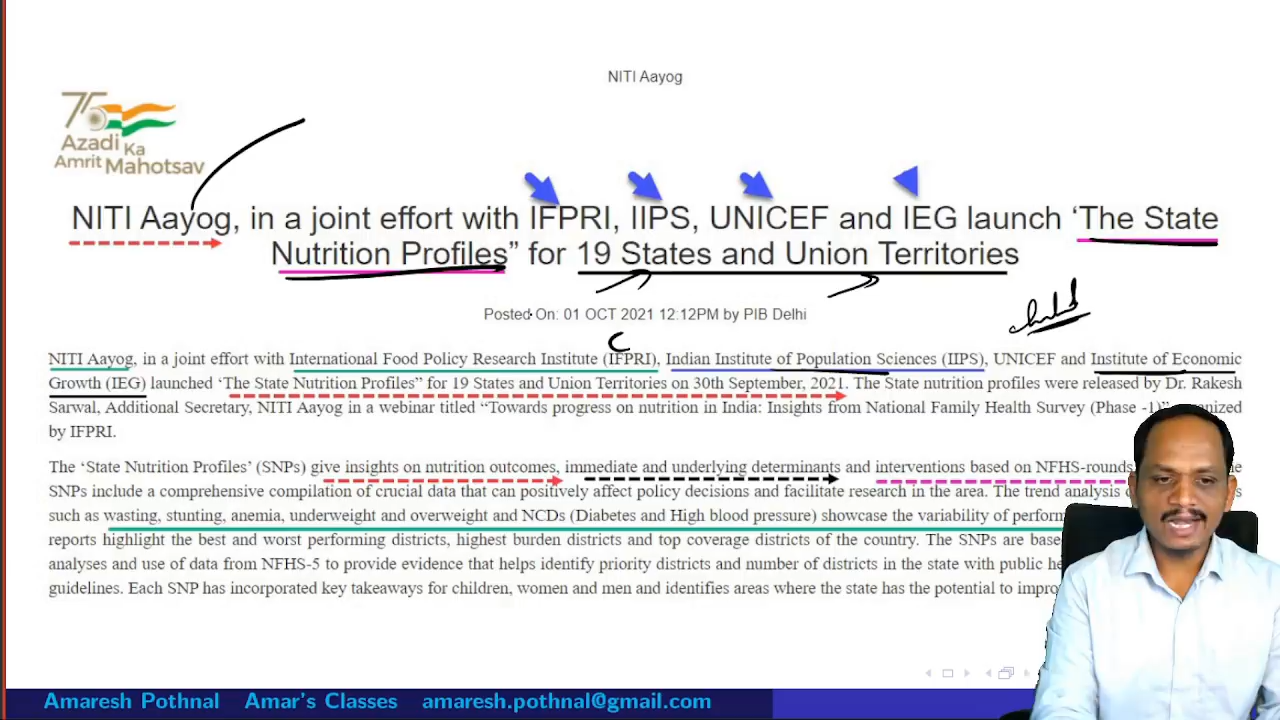 NITI Aayog
75
Azadi Ka
Amrit Mahotsav
NITI Aayog, in a joint effort with IFPRI, IIPS, UNICEF and IEG launch ‘The State
Nutrition Profiles” for 19 States and Union Territories
Posted On: 01 OCT 2021 12:12PM by PIB Delhi
NITI Aayog, in a joint effort with International Food Policy Research Institute (IFPRI), Indian Institute of Population Sciences (IIPS), UNICEF and Institute of Economic
Growth (IEG) launched ‘The State Nutrition Profiles” for 19 States and Union Territories on 30th September, 2021. The State nutrition profiles were released by Dr. Rakesh
Sarwal, Additional Secretary, NITI Aayog in a webinar titled “Towards progress on nutrition in India: Insights from National Family Health Survey (Phase -1)”
by IFPRI.
The ‘State Nutrition Profiles’ (SNPs) give insights on nutrition outcomes, immediate and underlying determinants and interventions based on NFHS-rounds
SNPs include a comprehensive compilation of crucial data that can positively affect policy decisions and facilitate research in the area. The trend analysis
such as wasting, stunting, anemia, underweight and overweight and NCDs (Diabetes and High blood pressure) showcase the variability of
reports highlight the best and worst performing districts, highest burden districts and top coverage districts of the country. The SNPs are
analyses and use of data from NFHS-5 to provide evidence that helps identify priority districts and number of districts in the state with public
guidelines. Each SNP has incorporated key takeaways for children, women and men and identifies areas where the state has the potential to
Amaresh Pothnal Amar's Classes amaresh.pothnal@gmail.com